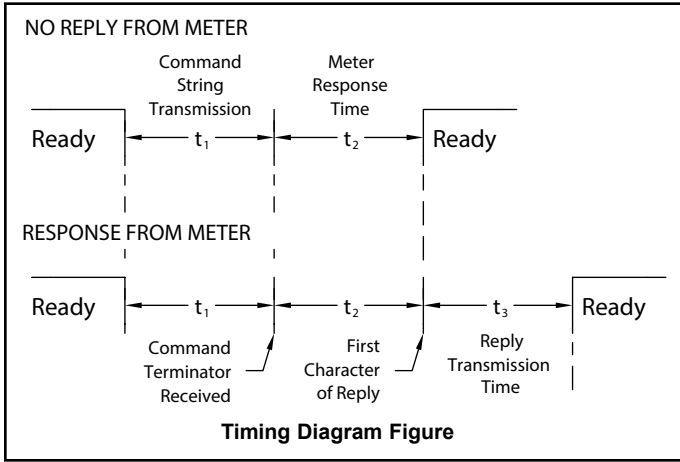 NO REPLY FROM METER
Command
String
Transmission
Meter
Response
Time
Ready
t₁
t₂
Ready
RESPONSE FROM METER
Ready
t₁
t₂
t₃
Ready
Command
Terminator
Received
First
Character
of Reply
Reply
Transmission
Time
Timing Diagram Figure